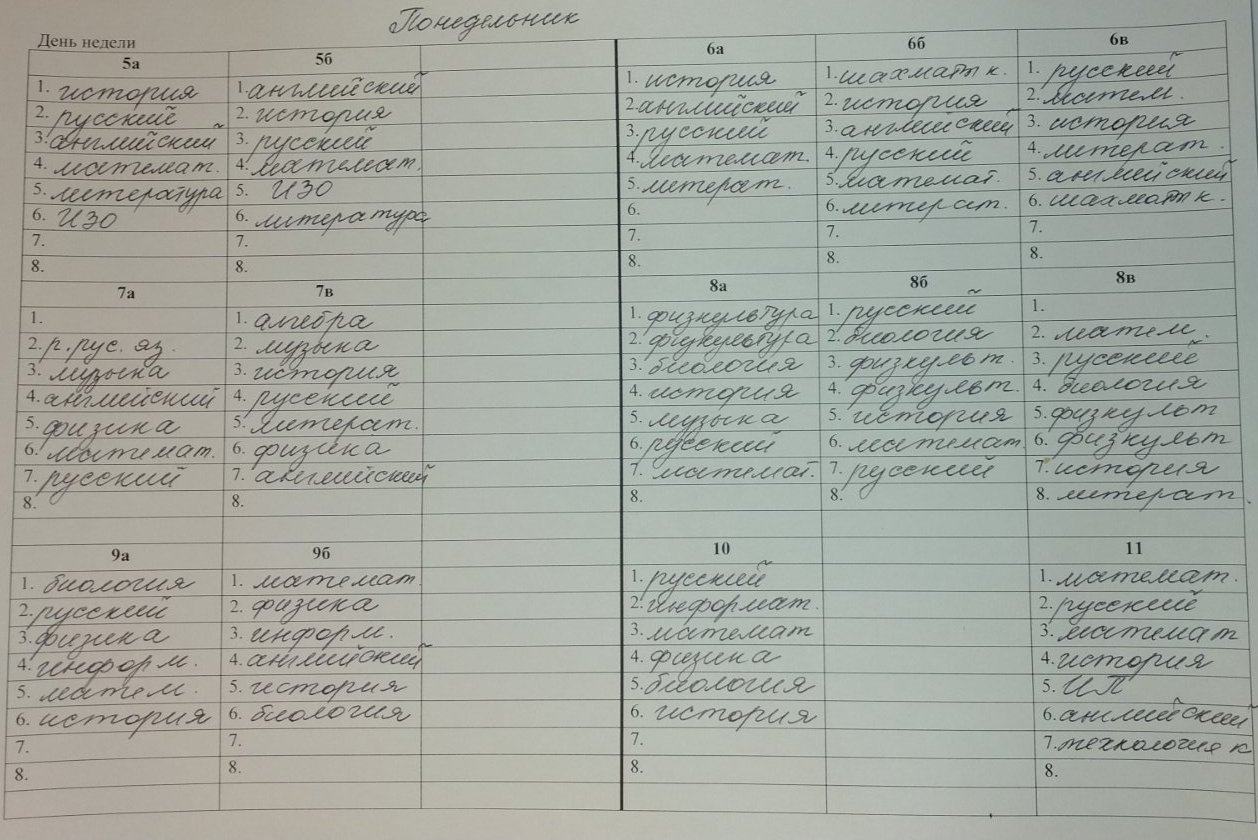 Понедельник
День недели
5а 5б 6а 6б 6в
1. история 1. английский 1. история 1. шахматы к. 1. русский
2. русский 2. история 2. английский 2. история 2. матем.
3. английский 3. русский 3. русский 3. английский 3. история
4. математ. 4. математ. 4. математ. 4. русский 4. литерат.
5. литература 5. ИЗО 5. литерат. 5. математ. 5. английский
6. ИЗО 6. литература 6. 6. литерат. 6. шахматы к.
7. 7. 7. 7. 7.
8. 8. 8. 8. 8.
7а 7в 8а 8б 8в
1. 1. алгебра 1. физкультура 1. русский 1.
2. р. рус. яз. 2. музыка 2. физкультура 2. биология 2. матем.
3. музыка 3. история 3. биология 3. физкульт. 3. русский
4. английский 4. русский 4. история 4. физкульт. 4. биология
5. физика 5. литерат. 5. музыка 5. история 5. физкульт
6. математ. 6. физика 6. русский 6. математ. 6. физкульт
7. русский 7. английский 7. математ. 7. русский 7. история
8. 8. 8. 8. 8. литерат.
9а 9б 10 11
1. биология 1. математ. 1. русский 1. математ.
2. русский 2. физика 2. информат. 2. русский
3. физика 3. информ. 3. математ 3. математ
4. информ. 4. английский 4. физика 4. история
5. матем. 5. история 5. биология 5. ИП
6. история 6. биология 6. история 6. английский
7. 7. 7. 7. технология к
8. 8. 8. 8.